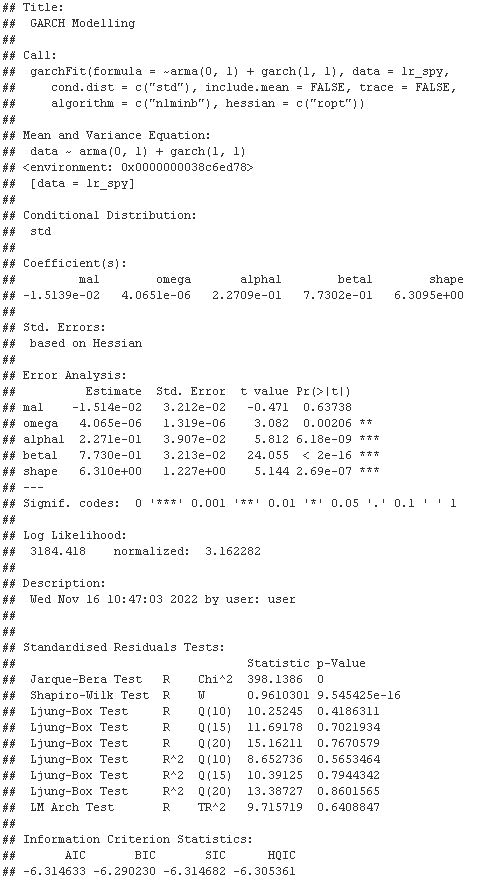 ## Title:
##  GARCH Modelling
##
## Call:
##  garchFit(formula = ~arma(0, 1) + garch(1, 1), data = lr_spy,
##     cond.dist = c("std"), include.mean = FALSE, trace = FALSE,
##     algorithm = c("nlminb"), hessian = c("ropt"))
##
## Mean and Variance Equation:
##  data ~ arma(0, 1) + garch(1, 1)
## <environment: 0x0000000038c6ed78>
##  [data = lr_spy]
##
## Conditional Distribution:
##  std
##
## Coefficient(s):
##         ma1        omega       alpha1        beta1        shape
## -1.5139e-02   4.0651e-06   2.2709e-01   7.7302e-01   6.3095e+00
##
## Std. Errors:
##  based on Hessian
##
## Error Analysis:
##          Estimate  Std. Error  t value Pr(>|t|)
## ma1    -1.514e-02   3.212e-02   -0.471  0.63738
## omega   4.065e-06   1.319e-06    3.082  0.00206 **
## alpha1  2.271e-01   3.907e-02    5.812 6.18e-09 ***
## beta1   7.730e-01   3.213e-02   24.055  < 2e-16 ***
## shape   6.310e+00   1.227e+00    5.144 2.69e-07 ***
## ---
## Signif. codes:  0 '***' 0.001 '**' 0.01 '*' 0.05 '.' 0.1 ' ' 1
##
## Log Likelihood:
##  3184.418    normalized:  3.162282
##
## Description:
##  Wed Nov 16 10:47:03 2022 by user: user
##
##
## Standardised Residuals Tests:
##                                 Statistic p-Value
##  Jarque-Bera Test   R    Chi^2  398.1386  0
##  Shapiro-Wilk Test  R    W      0.9610301 9.545425e-16
##  Ljung-Box Test     R    Q(10)  10.25245  0.4186311
##  Ljung-Box Test     R    Q(15)  11.69178  0.7021934
##  Ljung-Box Test     R    Q(20)  15.16211  0.7670579
##  Ljung-Box Test     R^2  Q(10)  8.652736  0.5653464
##  Ljung-Box Test     R^2  Q(15)  10.39125  0.7944342
##  Ljung-Box Test     R^2  Q(20)  13.38727  0.8601565
##  LM Arch Test       R    TR^2   9.715719  0.6408847
##
## Information Criterion Statistics:
##       AIC       BIC       SIC      HQIC
## -6.314633 -6.290230 -6.314682 -6.305361